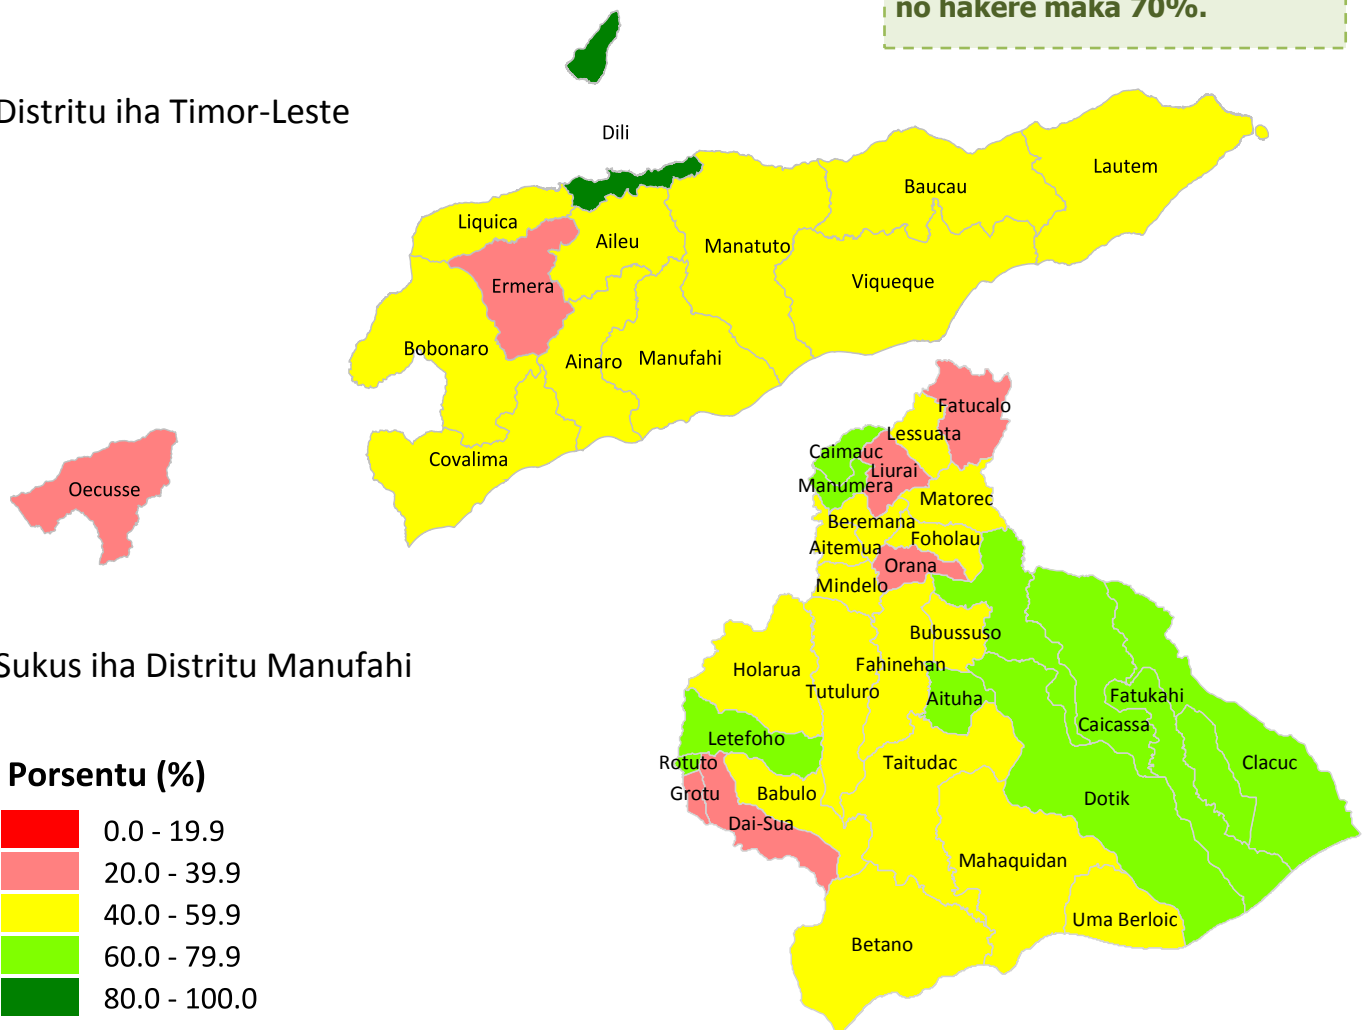 no hakere maka 70%.
Distritu iha Timor-Leste
Dili
Lautem
Baucau
Liquica
Aileu
Manatuto
Viqueque
Ermera
Bobonaro
Ainaro
Manufahi
Covalima
Oecusse
Fatucalo
Lessuata
Caimauc
Liurai
Manumera
Matorec
Beremana
Foholau
Aitemua
Orana
Mindelo
Bubussuso
Sukus iha Distritu Manufahi
Holarua
Fahinehan
Tutuluro
Aituha
Fatukahi
Caicassa
Letefoho
Rotuto
Taitudac
Clacuc
Grotu
Babulo
Dotik
Dai-Sua
Mahaquidan
Uma Berloic
Betano
Porsentu (%)
0.0 - 19.9
20.0 - 39.9
40.0 - 59.9
60.0 - 79.9
80.0 - 100.0